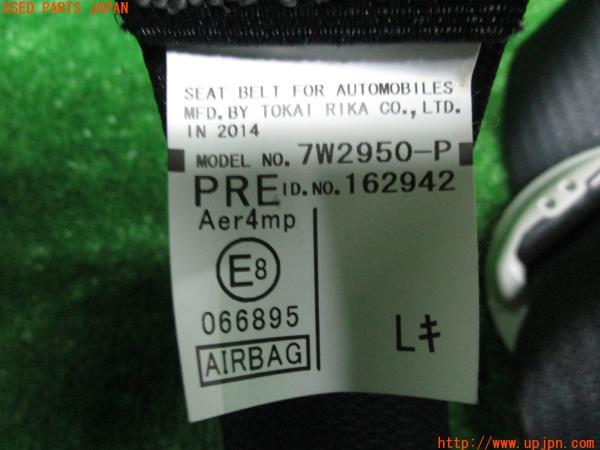 USED PARTS JAPAN
SEAT BELT FOR AUTOMOBILES
MFD.BY TOKAI RIKA CO.,LTD.
IN 2014
MODEL NO. 7W2950-P
PRE ID.NO.162942
Aer4mp
E8
066895
AIRBAG
Lキ
http://www.upjpn.com/